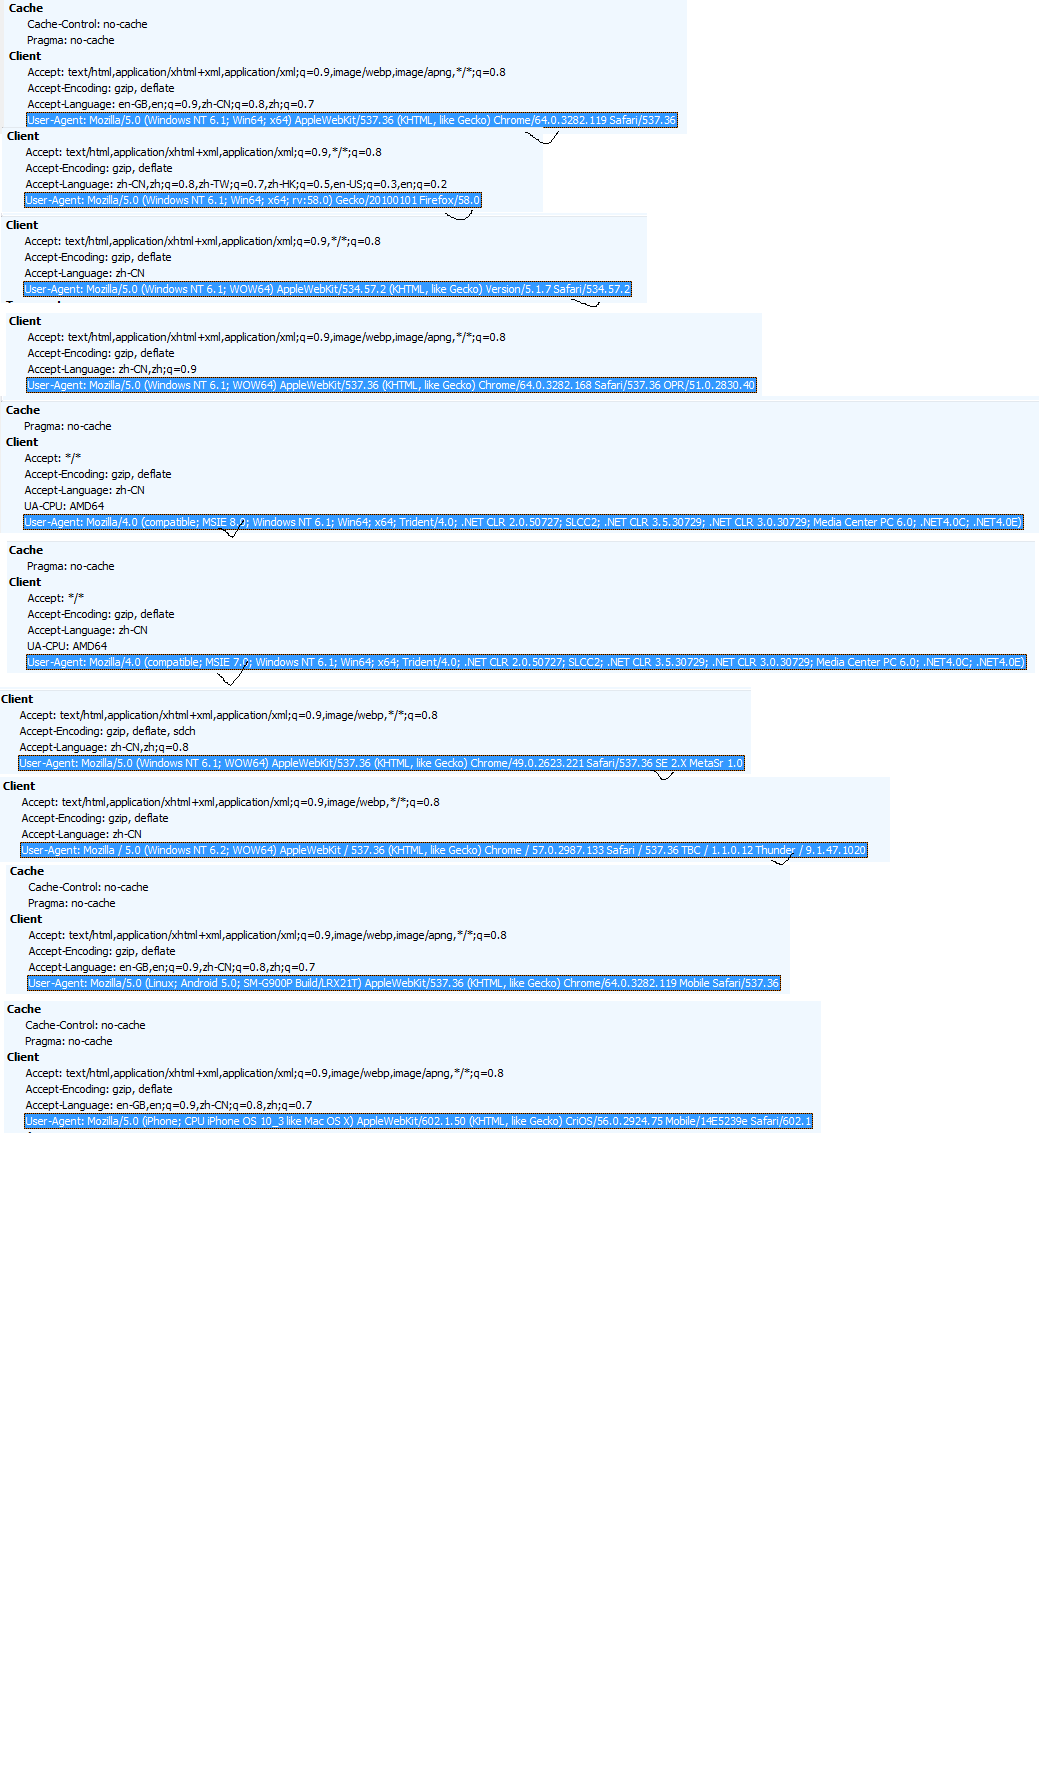 Cache
Cache-Control: no-cache
Pragma: no-cache
Client
Accept: text/html,application/xhtml+xml,application/xml;q=0.9,image/webp,image/apng,*/*;q=0.8
Accept-Encoding: gzip, deflate
Accept-Language: en-GB,en;q=0.9,zh-CN;q=0.8,zh;q=0.7
User-Agent: Mozilla/5.0 (Windows NT 6.1; Win64; x64) AppleWebKit/537.36 (KHTML, like Gecko) Chrome/64.0.3282.119 Safari/537.36
Client
Accept: text/html,application/xhtml+xml,application/xml;q=0.9,*/*;q=0.8
Accept-Encoding: gzip, deflate
Accept-Language: zh-CN,zh;q=0.8,zh-TW;q=0.7,zh-HK;q=0.5,en-US;q=0.3,en;q=0.2
User-Agent: Mozilla/5.0 (Windows NT 6.1; Win64; x64; rv:58.0) Gecko/20100101 Firefox/58.0
Client
Accept: text/html,application/xhtml+xml,application/xml;q=0.9,*/*;q=0.8
Accept-Encoding: gzip, deflate
Accept-Language: zh-CN
User-Agent: Mozilla/5.0 (Windows NT 6.1; WOW64) AppleWebKit/534.57.2 (KHTML, like Gecko) Version/5.1.7 Safari/534.57.2
Client
Accept: text/html,application/xhtml+xml,application/xml;q=0.9,image/webp,image/apng,*/*;q=0.8
Accept-Encoding: gzip, deflate
Accept-Language: zh-CN,zh;q=0.9
User-Agent: Mozilla/5.0 (Windows NT 6.1; WOW64) AppleWebKit/537.36 (KHTML, like Gecko) Chrome/64.0.3282.168 Safari/537.36 OPR/51.0.2830.40
Cache
Pragma: no-cache
Client
Accept: */*
Accept-Encoding: gzip, deflate
Accept-Language: zh-CN
UA-CPU: AMD64
User-Agent: Mozilla/4.0 (compatible; MSIE 8.0; Windows NT 6.1; Win64; x64; Trident/4.0; .NET CLR 2.0.50727; SLCC2; .NET CLR 3.5.30729; .NET CLR 3.0.30729; Media Center PC 6.0; .NET4.0C; .NET4.0E)
Cache
Pragma: no-cache
Client
Accept: */*
Accept-Encoding: gzip, deflate
Accept-Language: zh-CN
UA-CPU: AMD64
User-Agent: Mozilla/4.0 (compatible; MSIE 7.0; Windows NT 6.1; Win64; x64; Trident/4.0; .NET CLR 2.0.50727; SLCC2; .NET CLR 3.5.30729; .NET CLR 3.0.30729; Media Center PC 6.0; .NET4.0C; .NET4.0E)
Client
Accept: text/html,application/xhtml+xml,application/xml;q=0.9,image/webp,*/*;q=0.8
Accept-Encoding: gzip, deflate, sdch
Accept-Language: zh-CN,zh;q=0.8
User-Agent: Mozilla/5.0 (Windows NT 6.1; WOW64) AppleWebKit/537.36 (KHTML, like Gecko) Chrome/49.0.2623.221 Safari/537.36 SE 2.X MetaSr 1.0
Client
Accept: text/html,application/xhtml+xml,application/xml;q=0.9,image/webp,*/*;q=0.8
Accept-Encoding: gzip, deflate
Accept-Language: zh-CN
User-Agent: Mozilla / 5.0 (Windows NT 6.2; WOW64) AppleWebKit / 537.36 (KHTML, like Gecko) Chrome / 57.0.2987.133 Safari / 537.36 TBC / 1.1.0.12 Thunder / 9.1.47.1020
Cache
Cache-Control: no-cache
Pragma: no-cache
Client
Accept: text/html,application/xhtml+xml,application/xml;q=0.9,image/webp,image/apng,*/*;q=0.8
Accept-Encoding: gzip, deflate
Accept-Language: en-GB,en;q=0.9,zh-CN;q=0.8,zh;q=0.7
User-Agent: Mozilla/5.0 (Linux; Android 5.0; SM-G900P Build/LRX21T) AppleWebKit/537.36 (KHTML, like Gecko) Chrome/64.0.3282.119 Mobile Safari/537.36
Cache
Cache-Control: no-cache
Pragma: no-cache
Client
Accept: text/html,application/xhtml+xml,application/xml;q=0.9,image/webp,image/apng,*/*;q=0.8
Accept-Encoding: gzip, deflate
Accept-Language: en-GB,en;q=0.9,zh-CN;q=0.8,zh;q=0.7
User-Agent: Mozilla/5.0 (iPhone; CPU iPhone OS 10_3 like Mac OS X) AppleWebKit/602.1.50 (KHTML, like Gecko) CriOS/56.0.2924.75 Mobile/14E5239e Safari/602.1